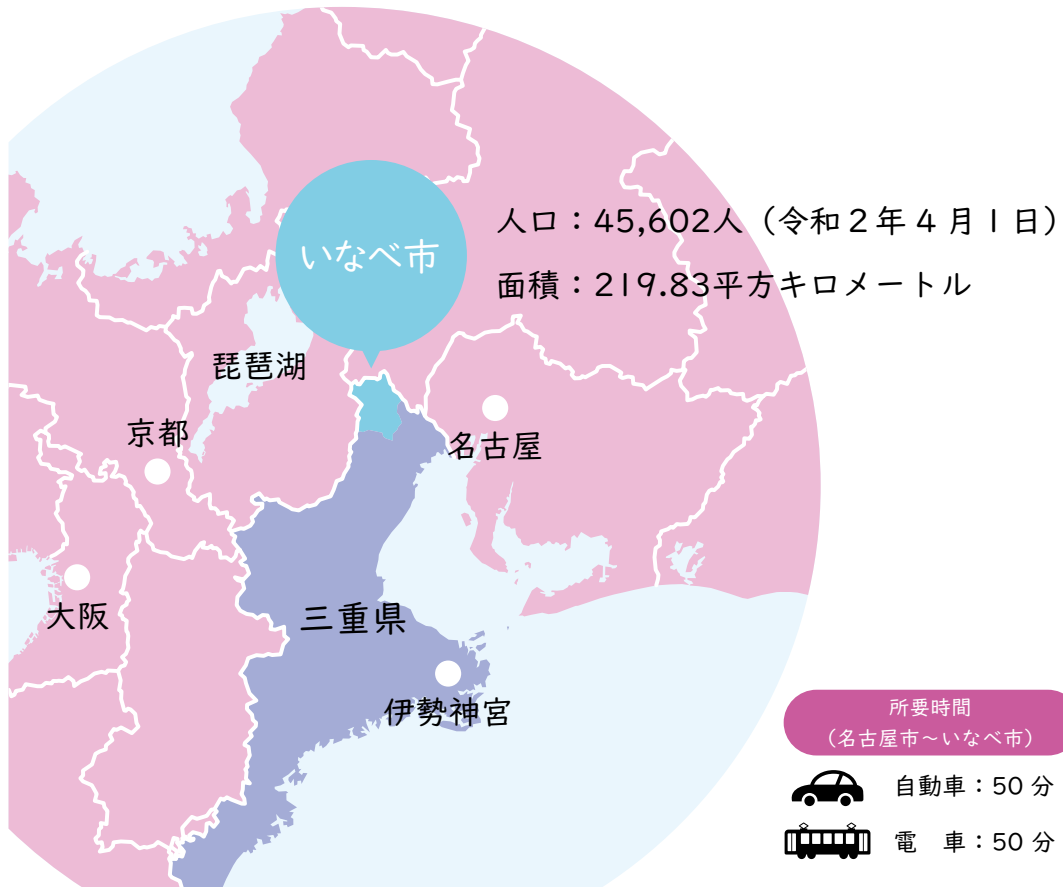 いなべ市
人口：45,602人（令和２年４月１日）
面積：219.83平方キロメートル
琵琶湖
京都
名古屋
大阪
三重県
伊勢神宮
所要時間
（名古屋市～いなべ市）
自動車：50 分
電　車：50 分